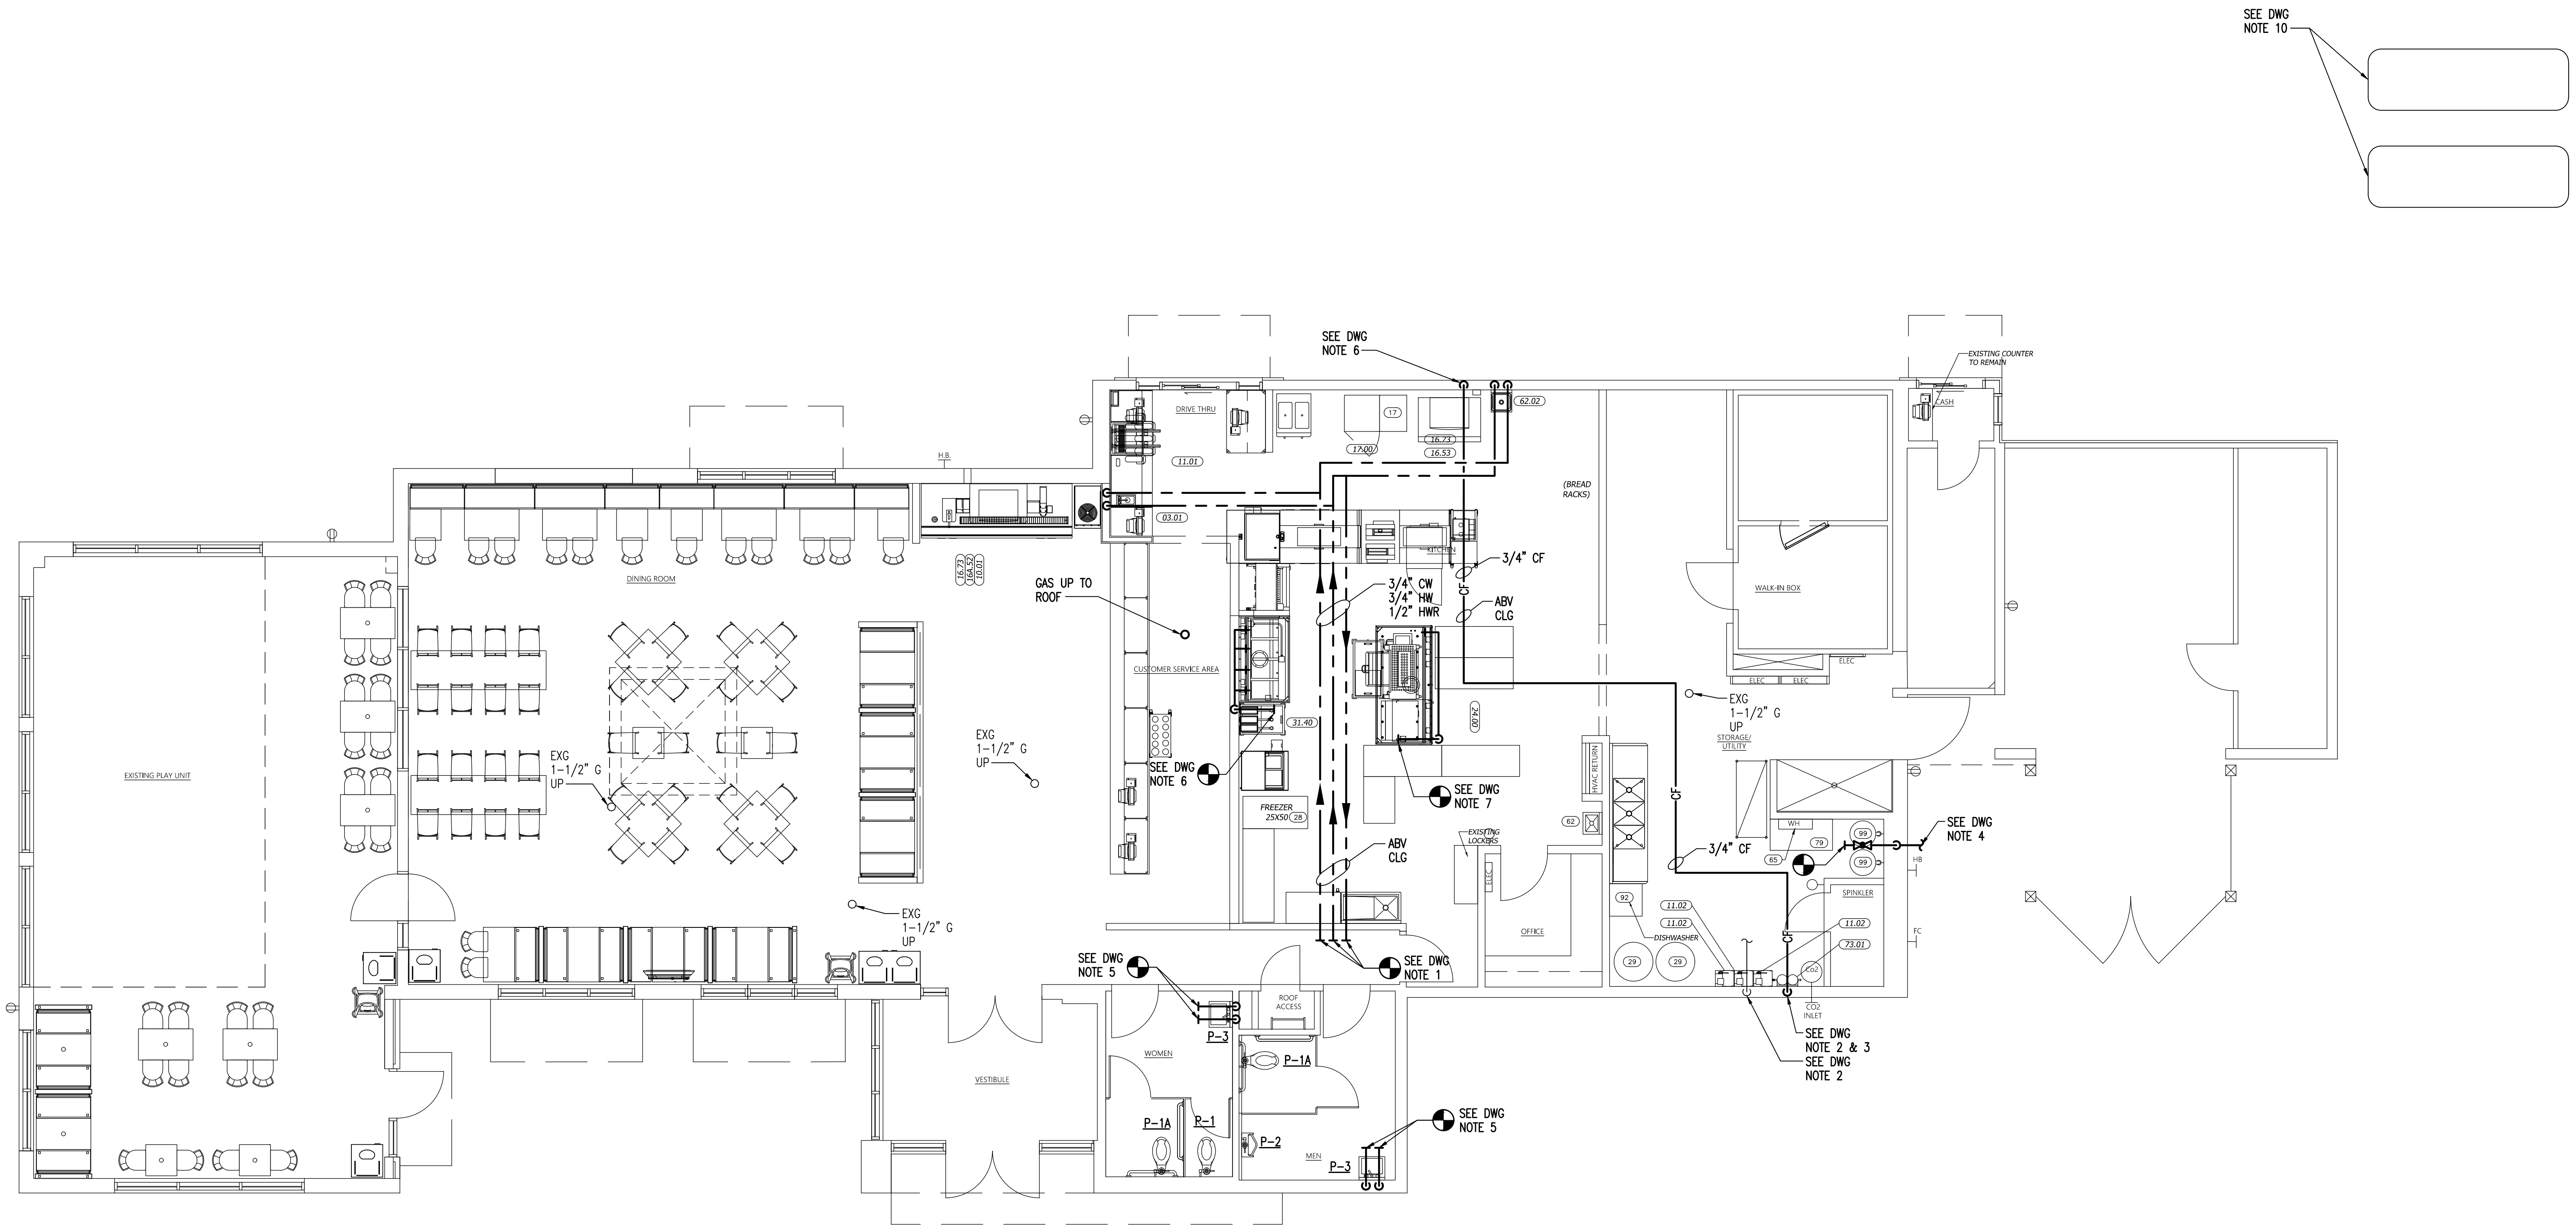 SEE DWG
NOTE 10
SEE DWG
NOTE 6
EXISTING COUNTER
TO REMAIN
CASH
DRIVE THRU
17
62.02
16.73
17.00
16.53
11.01
H.B.
(BREAD
RACKS)
03.01
KITCHEN
3/4" CF
CF
DINING ROOM
16.73
16A.52
10.01
GAS UP TO
ROOF
3/4" CW
3/4" HW
1/2" HWR
ABV
CLG
WALK-IN BOX
ELEC
ELEC
ELEC
CUSTOMER SERVICE AREA
EXG
1-1/2" G
UP
STORAGE/
UTILITY
31.40
24.00
EXISTING PLAY UNIT
EXG
1-1/2" G
UP
EXG
1-1/2" G
UP
SEE DWG
NOTE 6
SEE DWG
NOTE 7
HVAC RETURN
CF
FREEZER
25X50
28
62
WH
99
SEE DWG
NOTE 4
EXISTING
LOCKERS
79
65
99
HB
ABV
CLG
3/4" CF
ELEC
SPINKLER
92
11.02
11.02
11.02
EXG
1-1/2" G
UP
OFFICE
DISHWASHER
CF
73.01
FC
SEE DWG
NOTE 5
SEE DWG
NOTE 1
29
29
Co2
ROOF
ACCESS
CO2
INLET
P-3
SEE DWG
NOTE 2 & 3
SEE DWG
NOTE 2
WOMEN
P-1A
VESTIBULE
P-1A
P-1
SEE DWG
NOTE 5
P-2
MEN
P-3